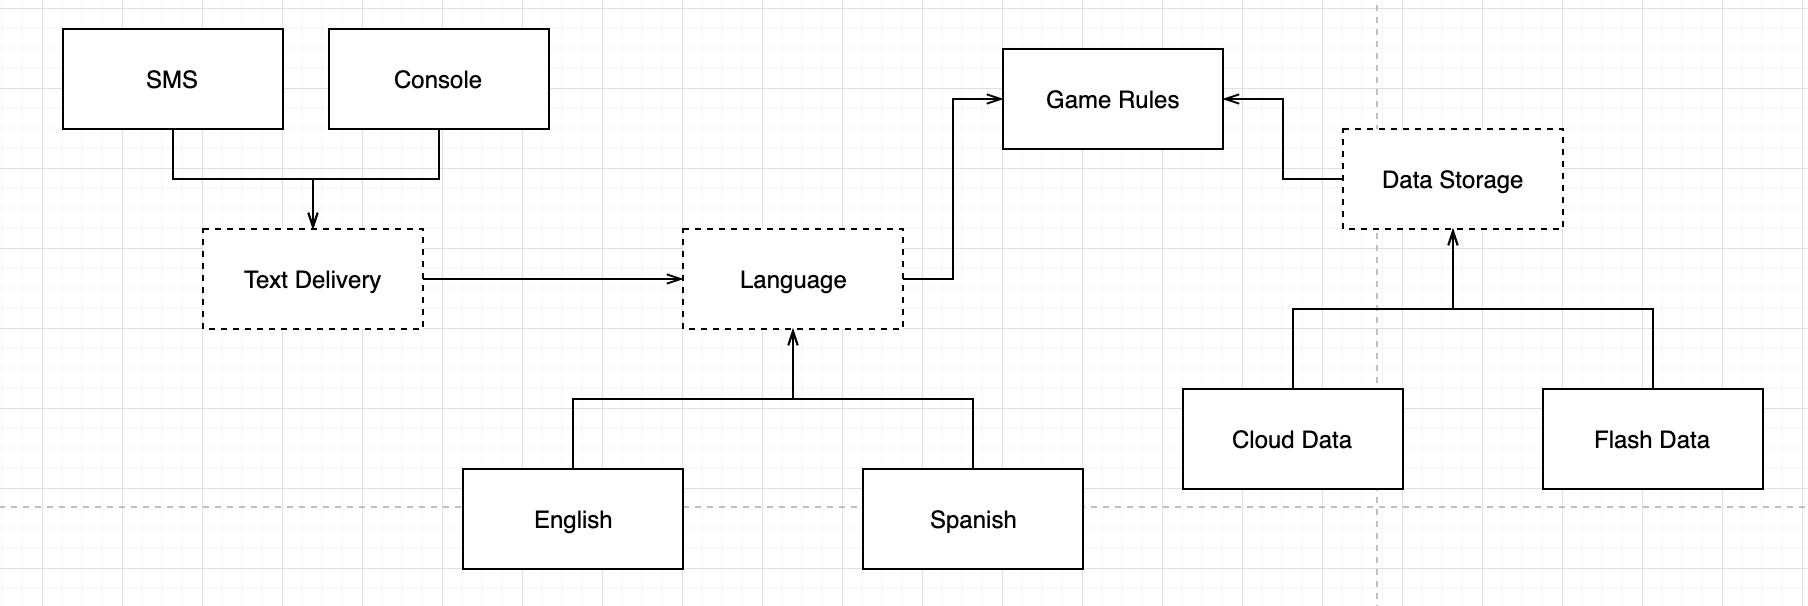 SMS
Console
Game Rules
Data Storage
Text Delivery
Language
Cloud Data
Flash Data
English
Spanish